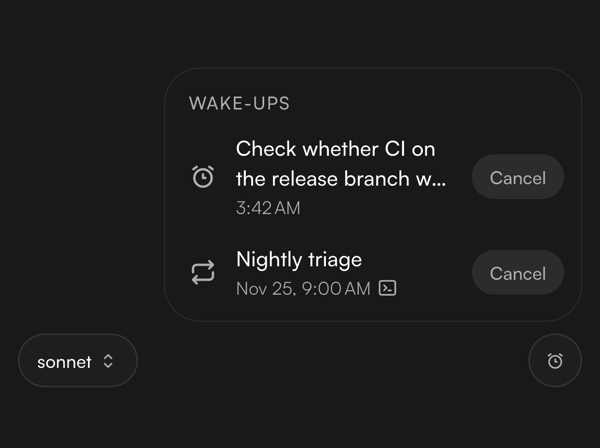 WAKE-UPS
Check whether CI on
the release branch w…
Cancel
3:42 AM
Nightly triage
Cancel
Nov 25, 9:00 AM
sonnet